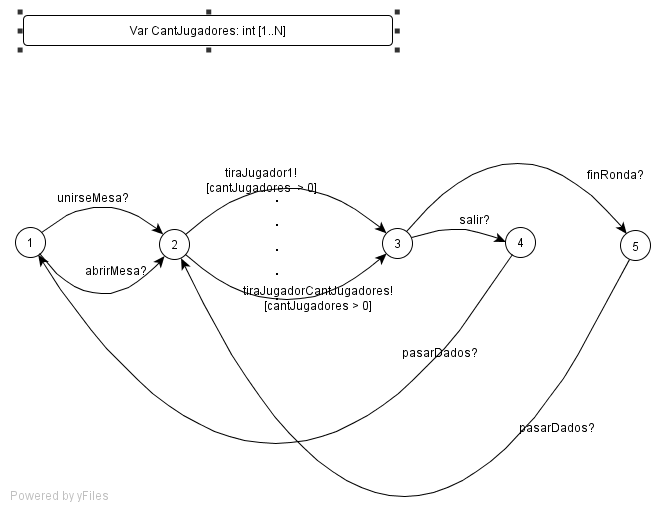 Var CantJugadores: int [1..N]
tiraJugador1!
[cantJugadores > 0]
finRonda?
unirseMesa?
salir?
1
2
3
4
5
abrirMesa?
tiraJugadorCantJugadores!
[cantJugadores > 0]
pasarDados?
pasarDados?
Powered by yFiles